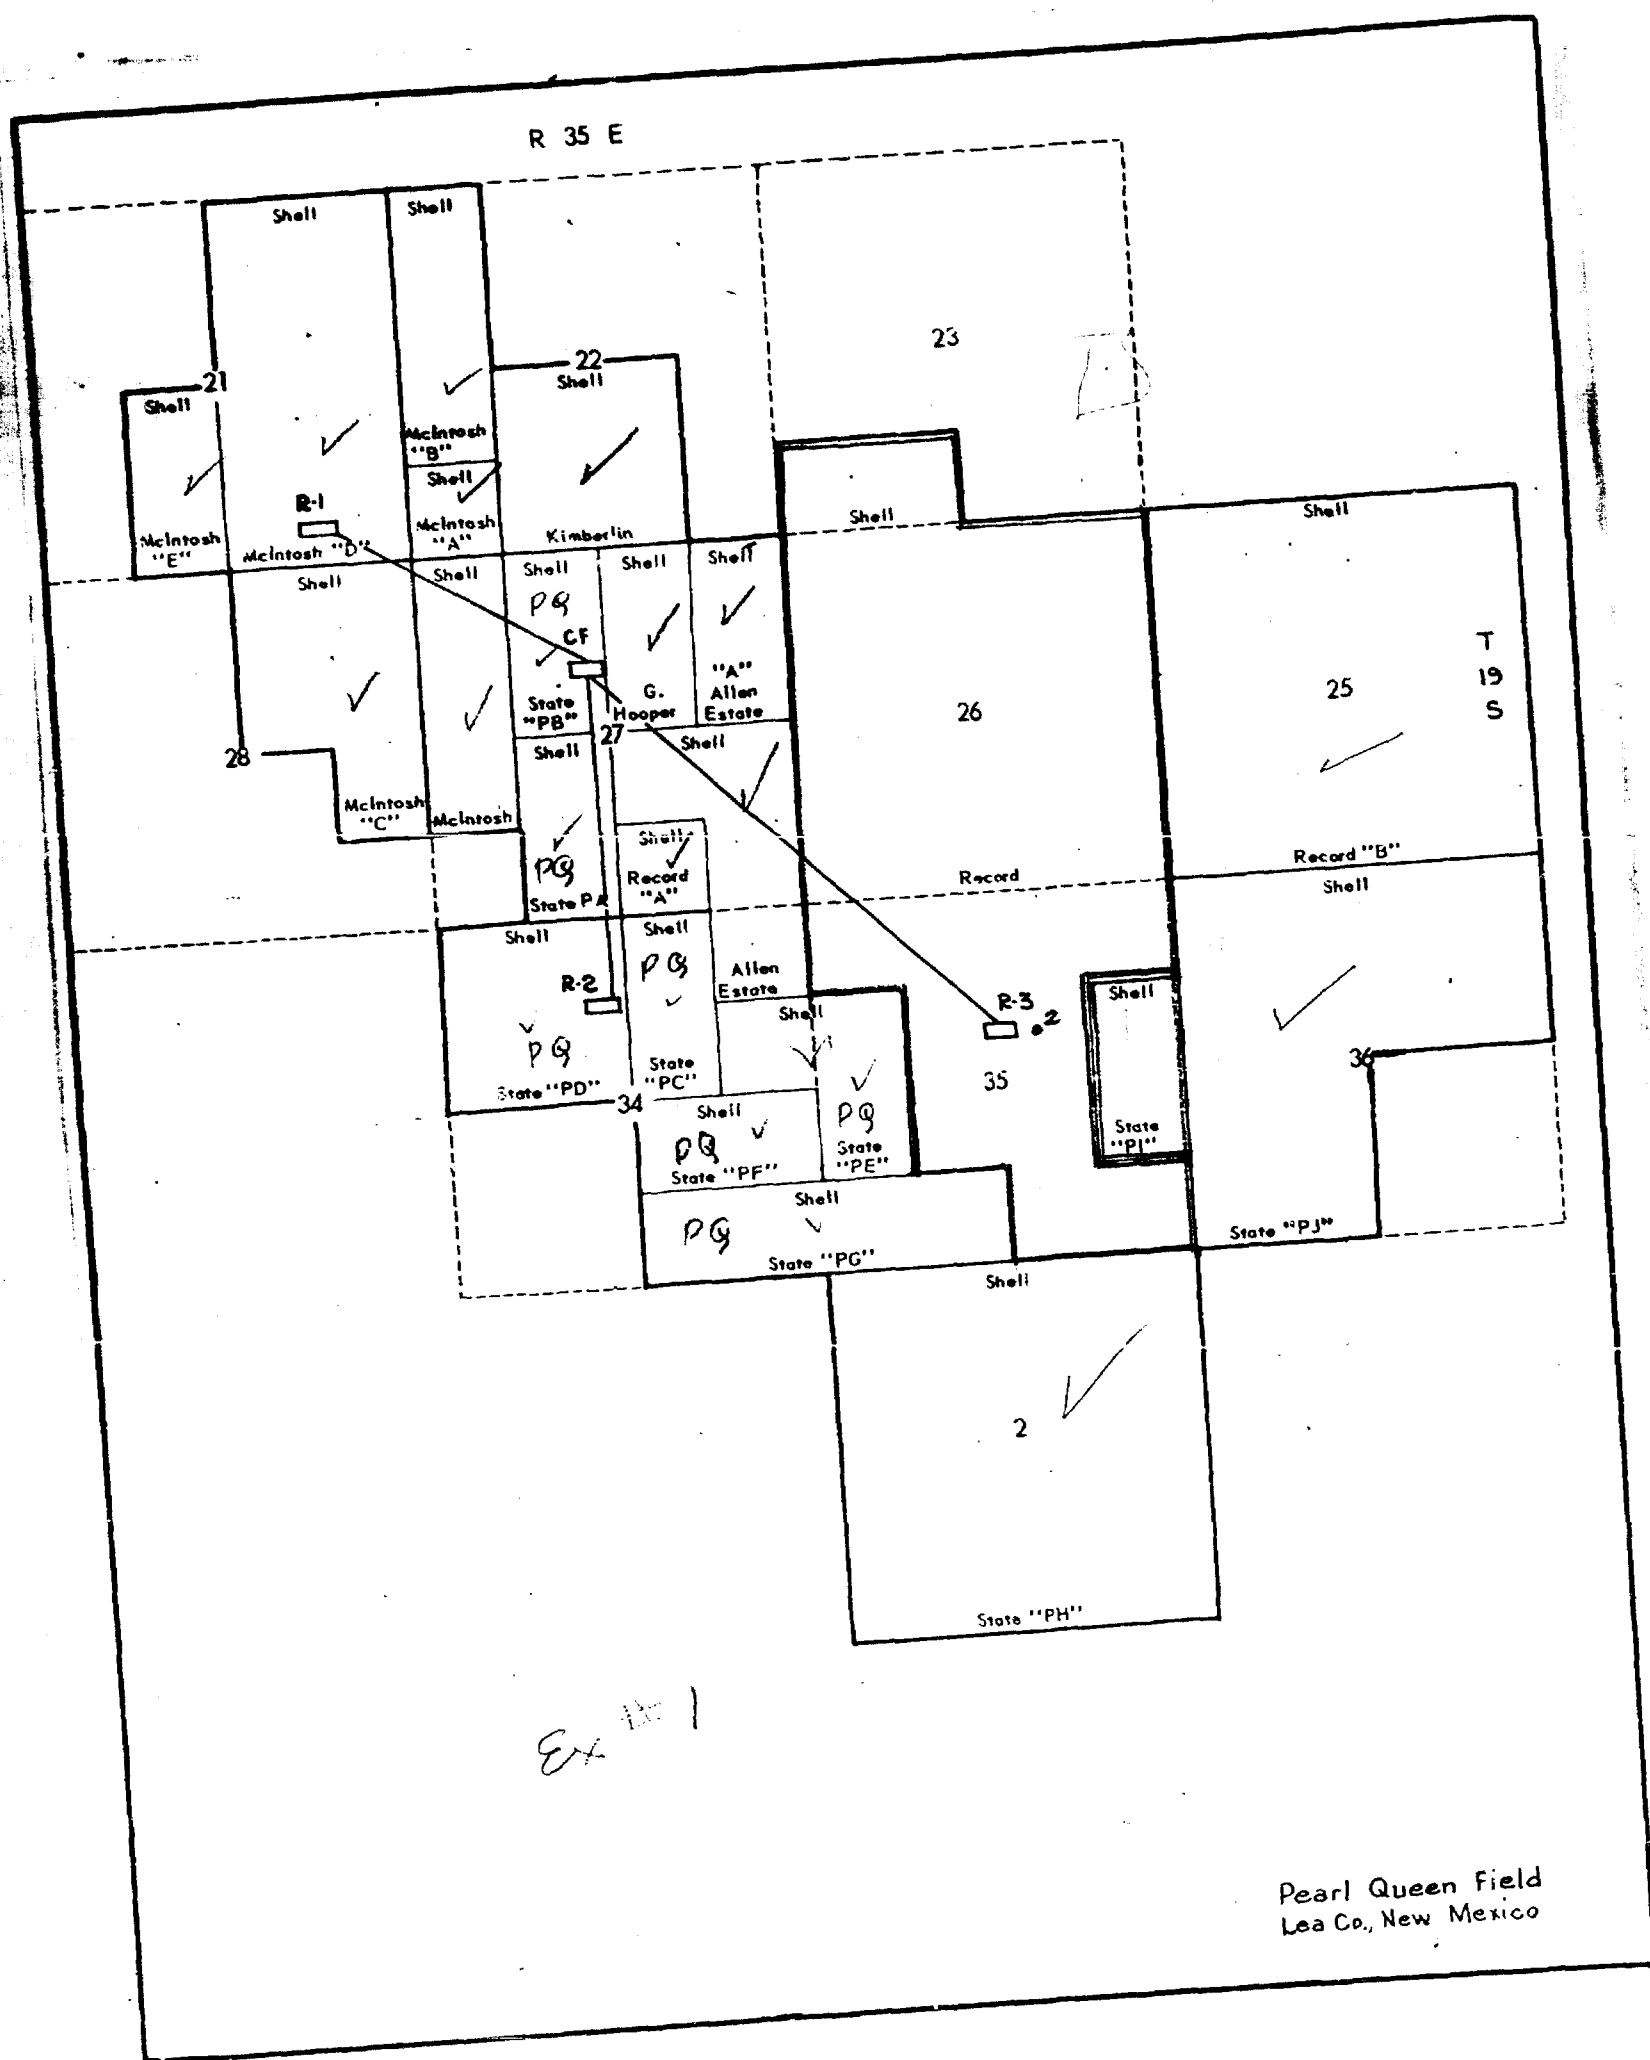 R 35 E
Shell
Shell
23
22
Shell
21
Shell
McIntosh
"B"
Shell
R-1
McIntosh
"E"
McIntosh "D"
McIntosh
"A"
Kimberlin
Shell
Shell
Shell
Shell
Shell
Shell
Shell
Shell
PQ
CF
State
"PB"
G.
Hooper
"A"
Allen
Estate
26
25
T
19
S
27
28
Shell
Shell
McIntosh
"C"
McIntosh
Shell
Record
"A"
PQ
State PA
Record
Record "B"
Shell
Shell
Shell
PQ
Allen
Estate
R-2
Shell
R-3
2
Shell
PQ
State "PD"
State
"PC"
34
35
36
Shell
PQ
State "PF"
PQ
State
"PE"
State
"PI"
Shell
PQ
State "PG"
State "PJ"
Shell
2
State "PH"
Ex # 1
Pearl Queen Field
Lea Co., New Mexico